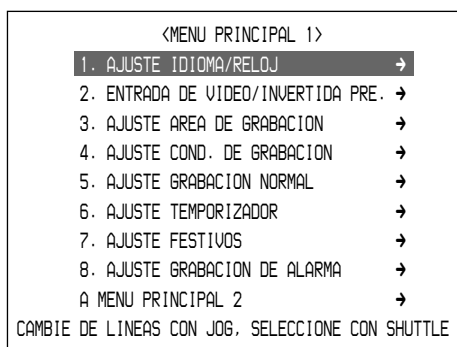 <MENU PRINCIPAL 1>
1. AJUSTE IDIOMA/RELOJ →
2. ENTRADA DE VIDEO/INVERTIDA PRE. →
3. AJUSTE AREA DE GRABACION →
4. AJUSTE COND. DE GRABACION →
5. AJUSTE GRABACION NORMAL →
6. AJUSTE TEMPORIZADOR →
7. AJUSTE FESTIVOS →
8. AJUSTE GRABACION DE ALARMA →
A MENU PRINCIPAL 2 →
CAMBIE DE LINEAS CON JOG, SELECCIONE CON SHUTTLE